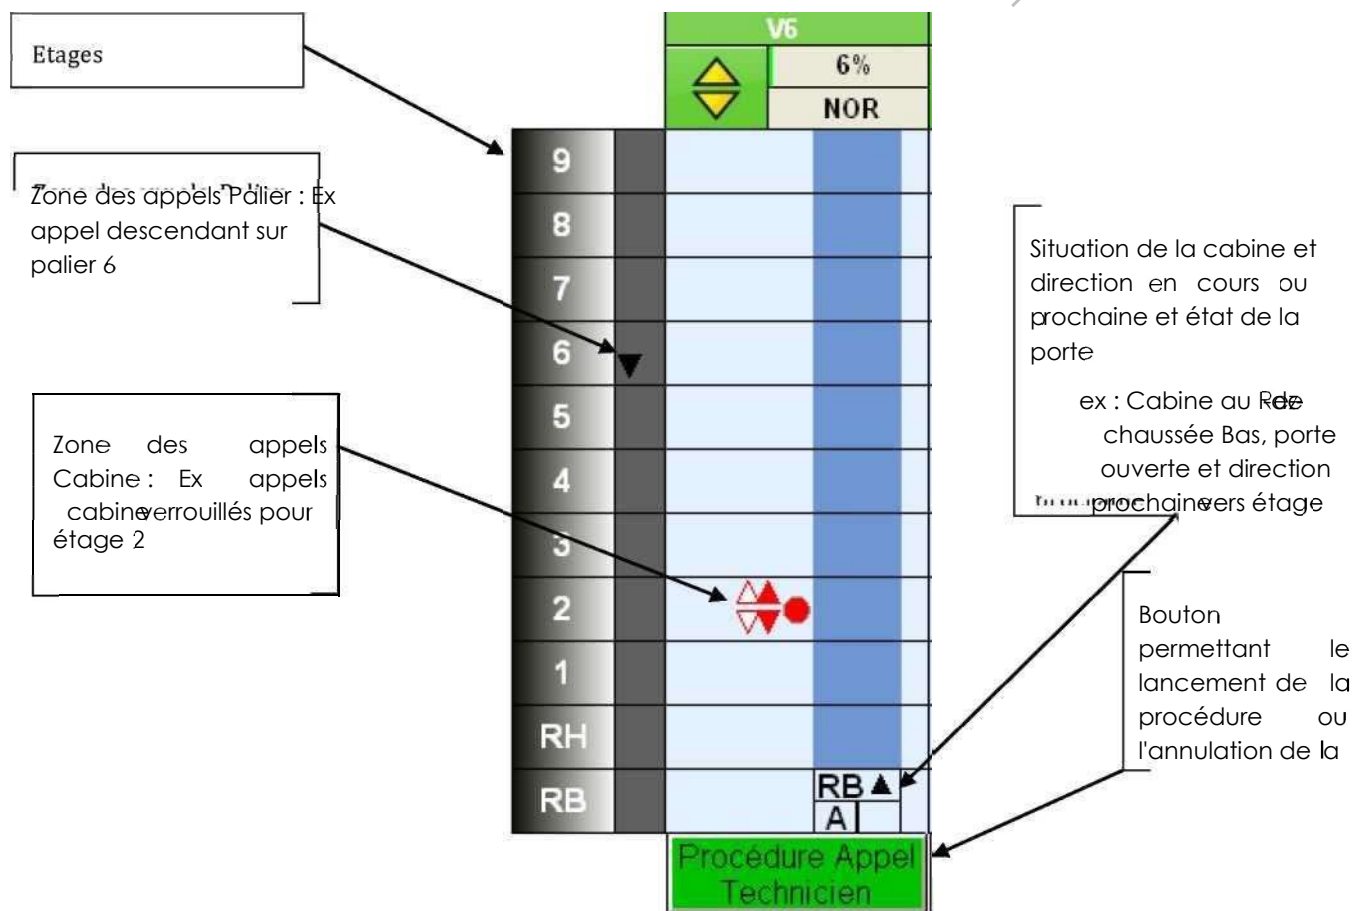 Etages
V6
6%
NOR
9
8
7
6
5
4
3
2
1
RH
RB
RB
A
Procédure Appel
Technicien
Zone des appels Palier : Ex
appel descendant sur
palier 6
Zone des appels
Cabine : Ex appels
cabine verrouillés pour
étage 2
Situation de la cabine et
direction en cours ou
prochaine et état de la
porte
ex : Cabine au Rez-de
chaussée Bas, porte
ouverte et direction
prochaine vers étage
Bouton
permettant le
lancement de la
procédure ou
l'annulation de la